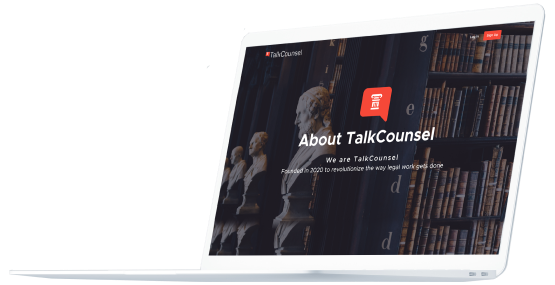 TalkCounsel
Log In
Sign Up
g
e
About TalkCounsel
We are TalkCounsel
Founded in 2020 to revolutionize the way legal work gets done
d
d